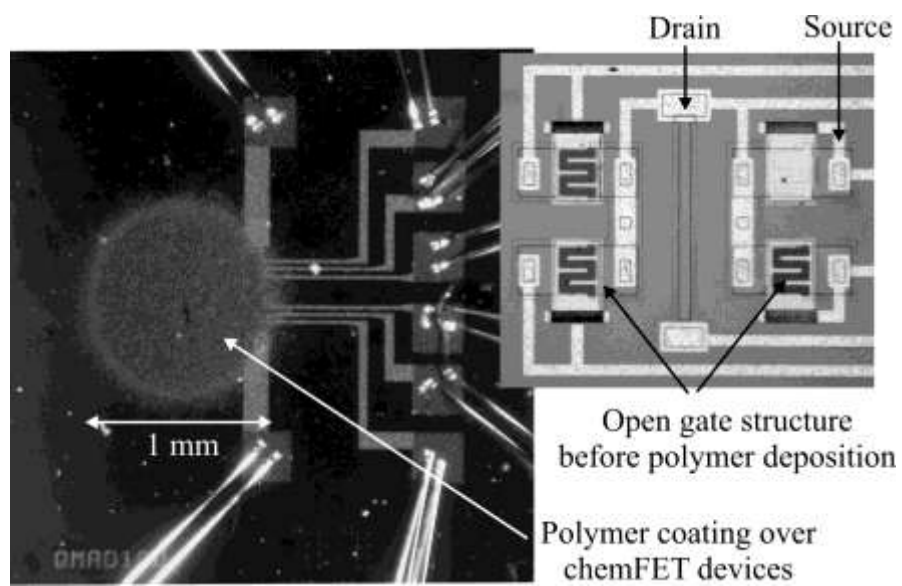 Drain
Source
1 mm
Open gate structure
before polymer deposition
Polymer coating over
chemFET devices